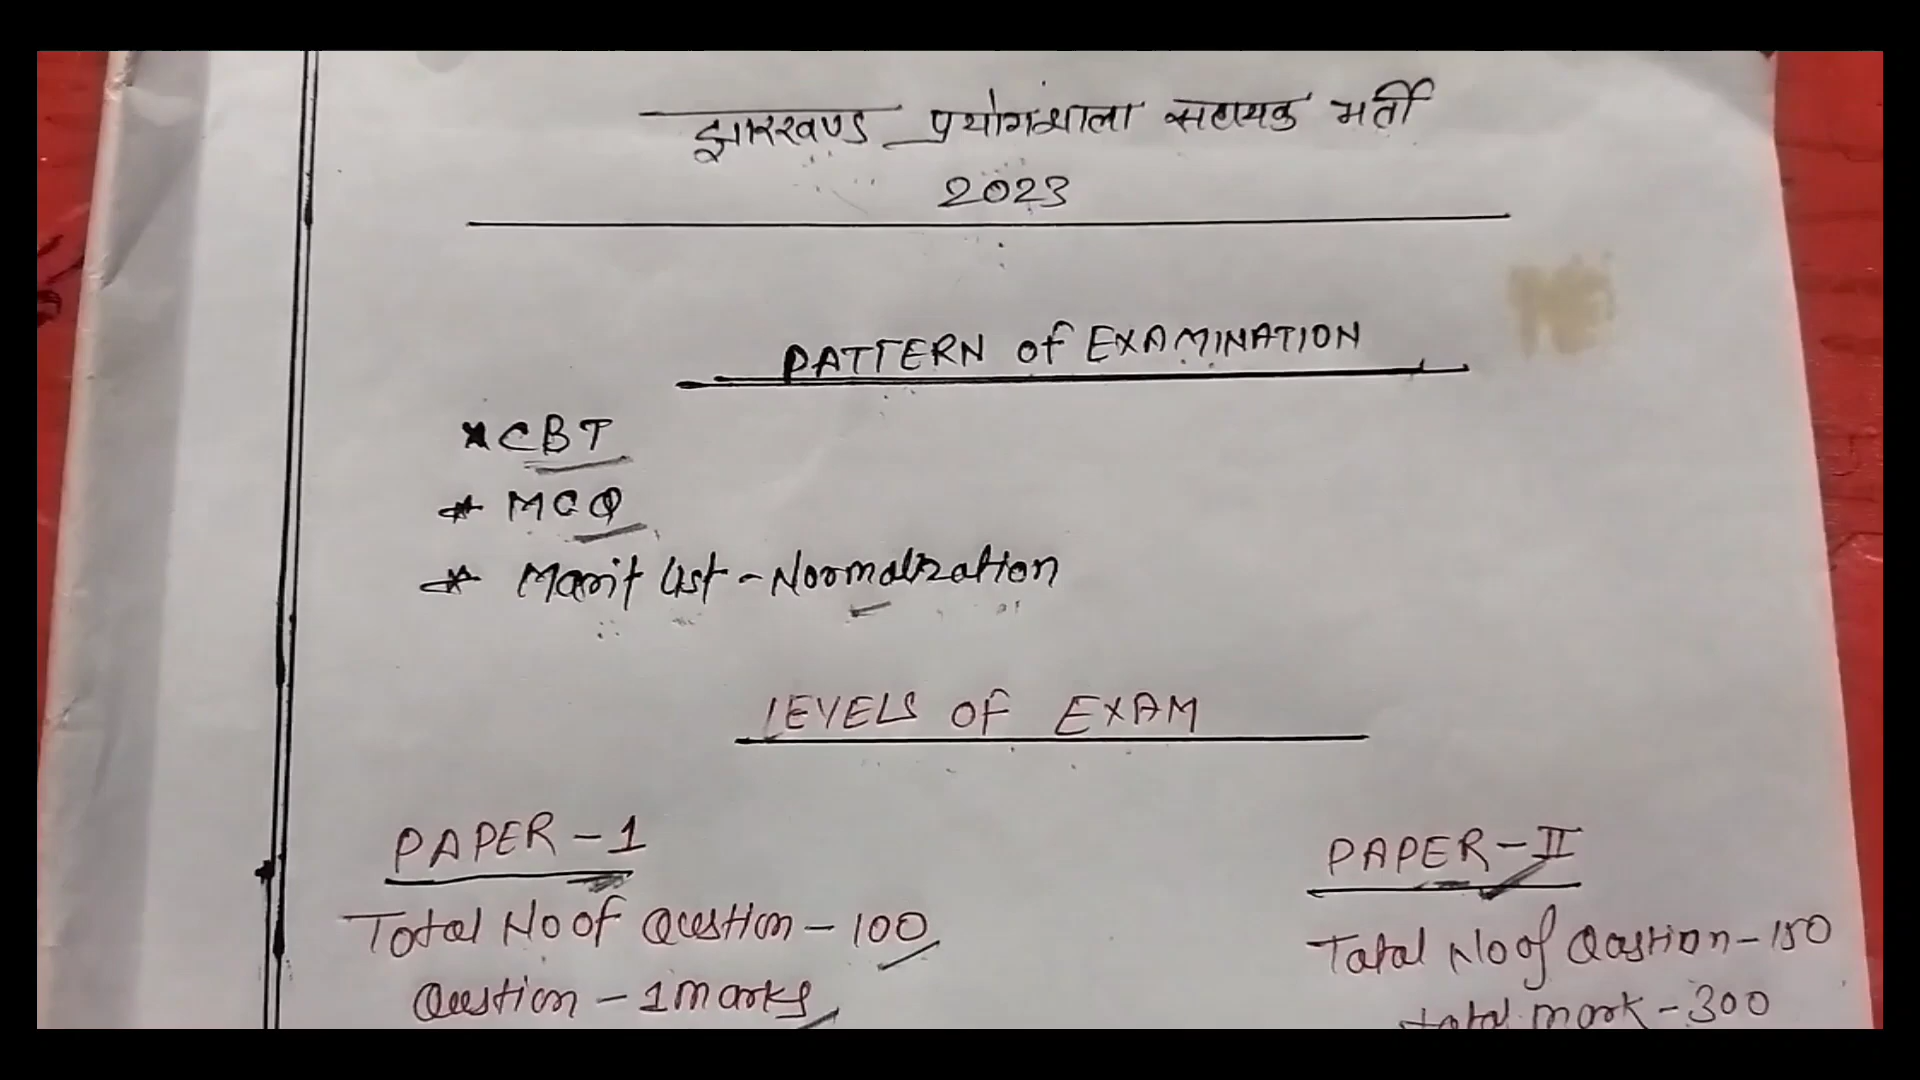 झारखण्ड प्रयोगशाला सहायक भर्ती
2023
PATTERN of EXAMINATION
* CBT
* MCQ
* Marit List - Normalization
LEVELS OF EXAM
PAPER - 1
Total No of Question - 100
Question - 1 marks
PAPER - II
Total No of Question - 150
total mark - 300